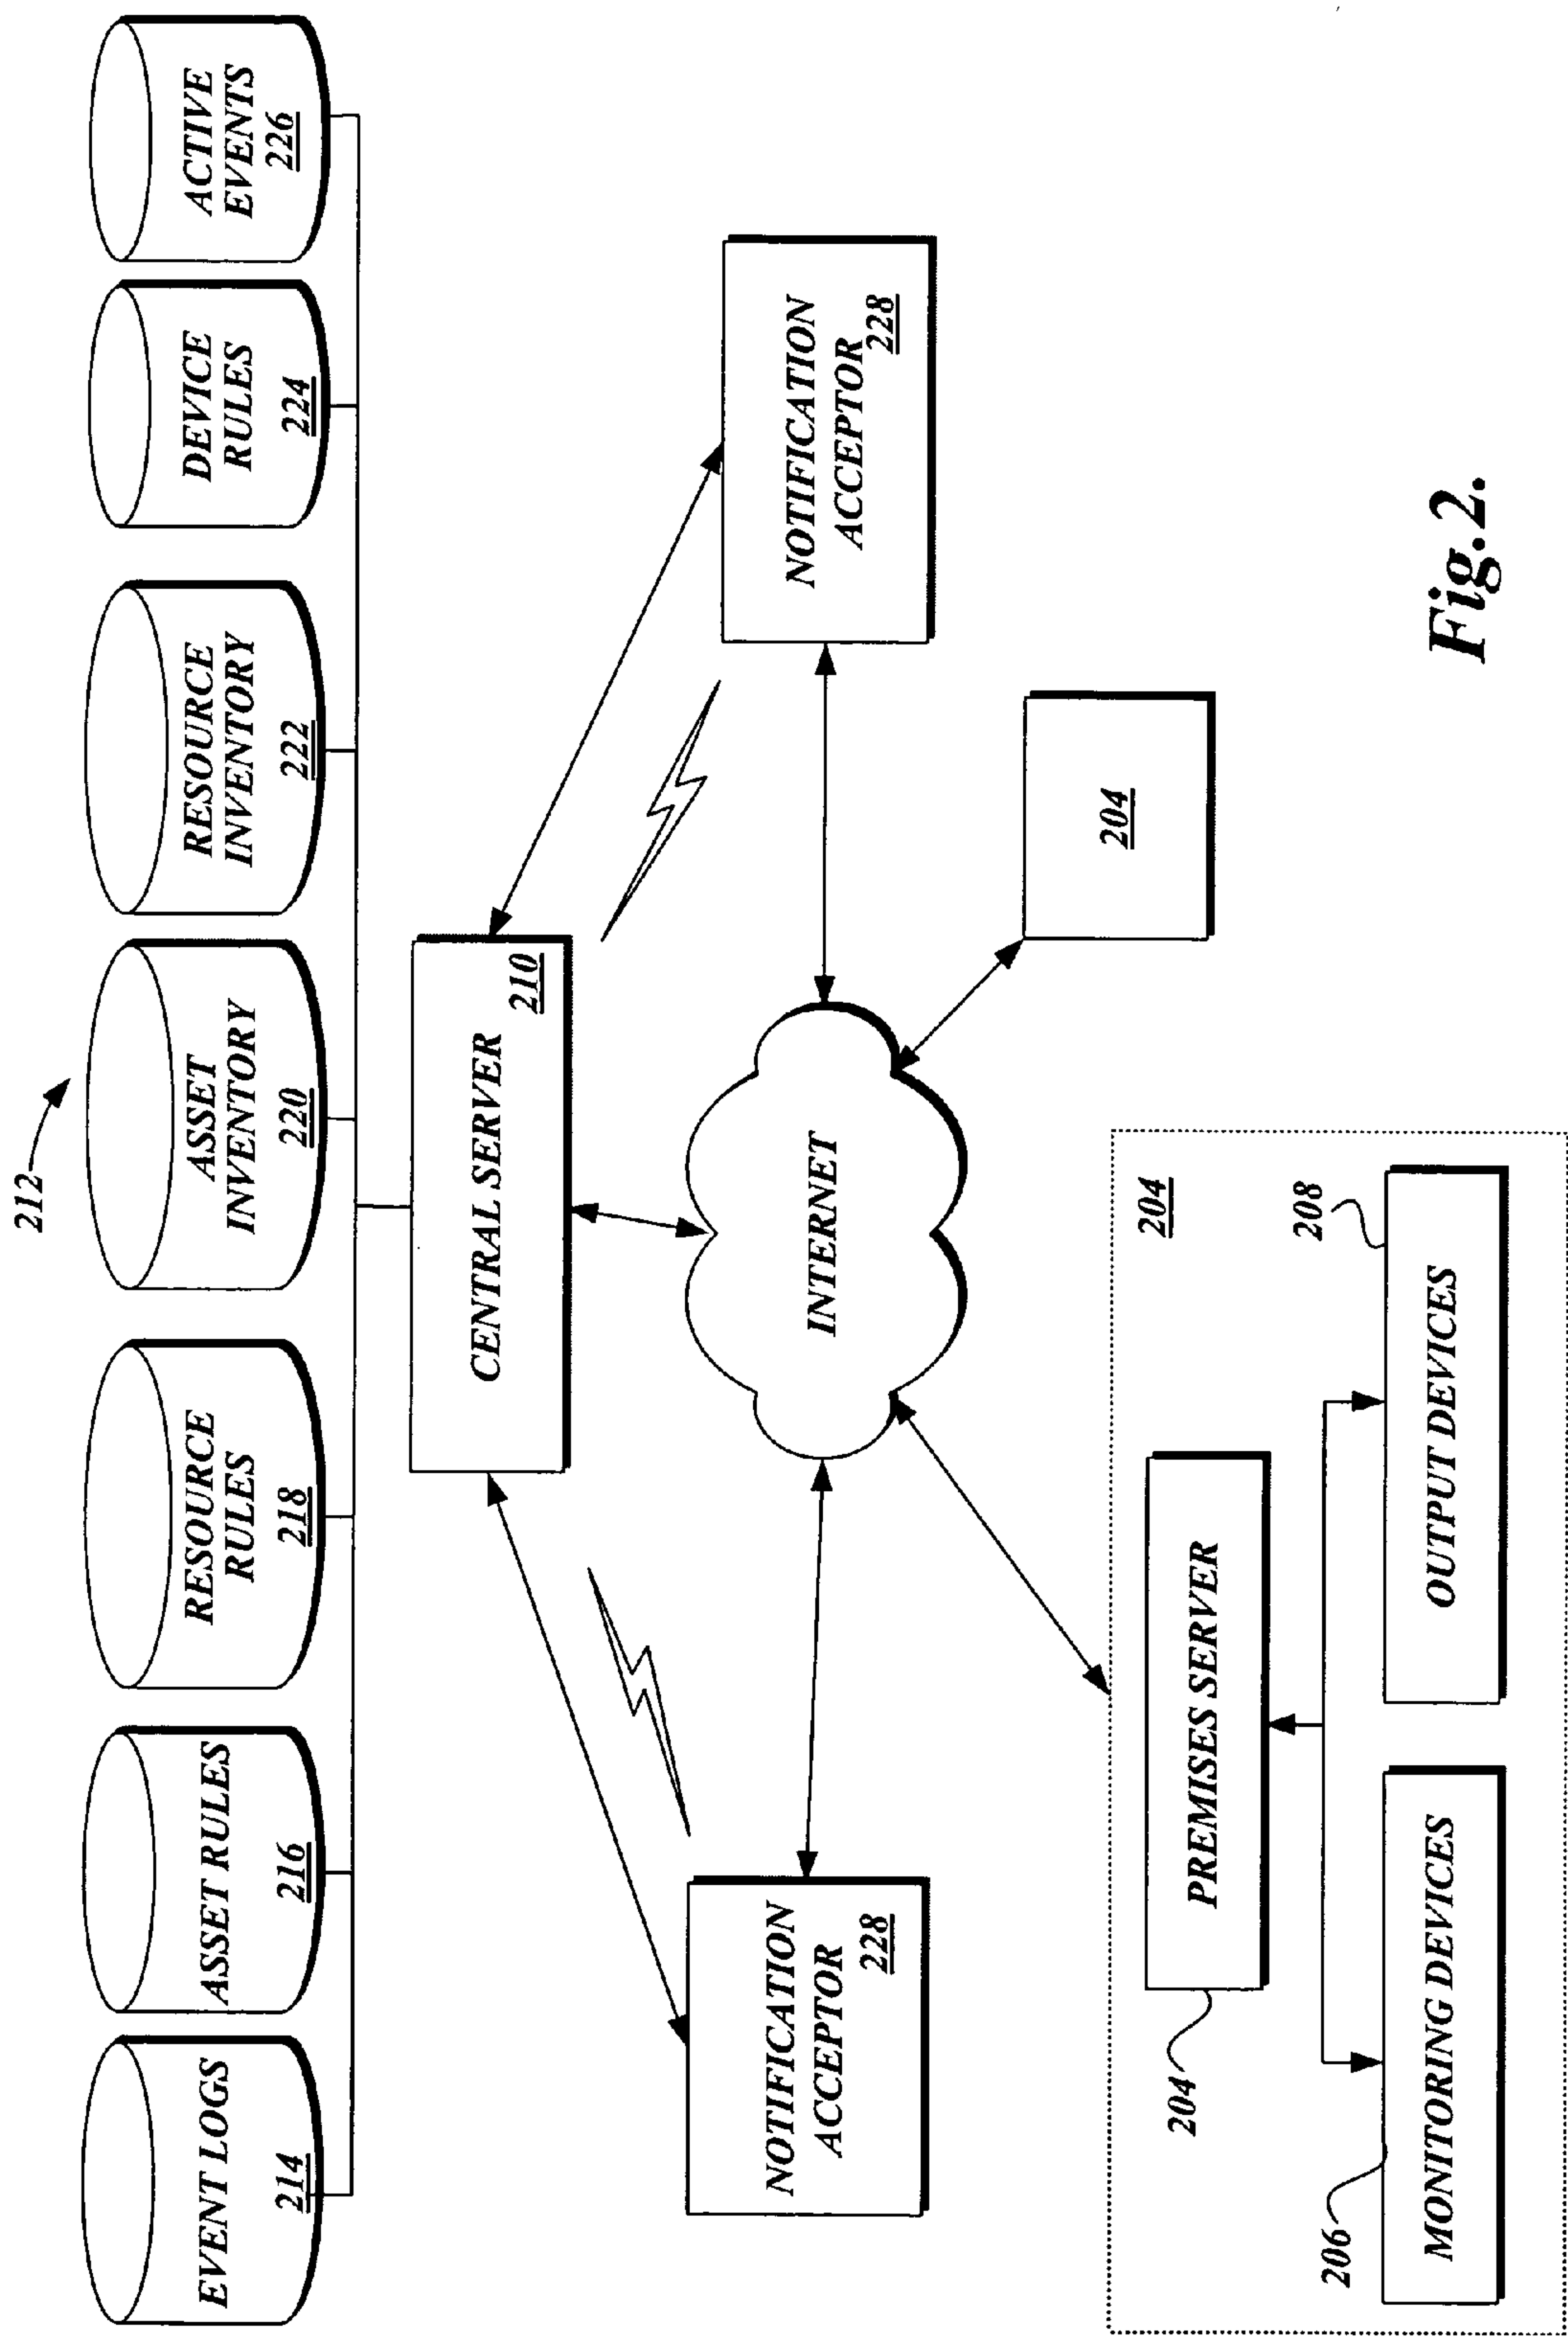 212
EVENT LOGS
214
ASSET RULES
216
RESOURCE
RULES
218
ASSET
INVENTORY
220
RESOURCE
INVENTORY
222
DEVICE
RULES
224
ACTIVE
EVENTS
226
CENTRAL SERVER
210
NOTIFICATION
ACCEPTOR
228
INTERNET
NOTIFICATION
ACCEPTOR
228
204
204
PREMISES SERVER
204
208
206
MONITORING DEVICES
OUTPUT DEVICES
Fig.2.